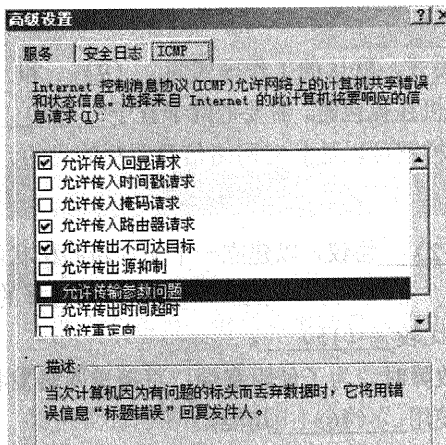 高级设置
服务 安全日志 ICMP
Internet 控制消息协议(ICMP)允许网络上的计算机共享错误
和状态信息。选择来自 Internet 的此计算机将要响应的信
息请求(I):
允许传入回显请求
允许传入时间戳请求
允许传入掩码请求
允许传入路由器请求
允许传出不可达目标
允许传出源抑制
允许传输参数问题
允许传出时间超时
允许重定向
描述:
当次计算机因为有问题的标头而丢弃数据时,它将用错
误信息“标题错误”回复发件人。